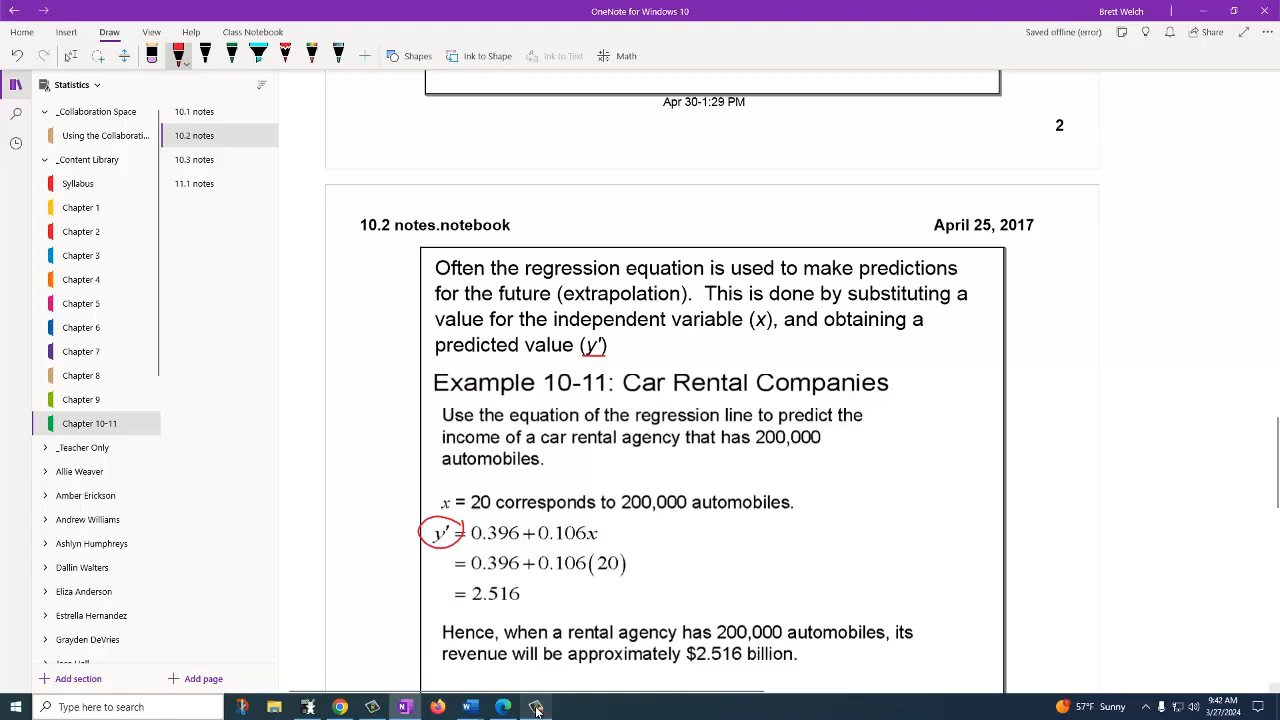 OneNote for Windows 10
Brett Welch
Home Insert Draw View Help Class Notebook
Saved offline (error) Share
Shapes Ink to Text Ink to Text Math
Statistics
_Collaboration Space
Using the Collaborati...
_Content Library
Syllabus
Chapter 1
Chapter 2
Chapter 3
Chapter 4
Chapter 5
Chapter 6
Chapter 7
Chapter 8
Chapter 9
Chapter 10-11
_Teacher Only
Allie Weaver
Amber Erickson
Andrew Williams
Ashlyn Humphreys
Dallin Walters
Eliza Anderson
Estrella Hernandez
Grayden DeVries
Add section
10.1 notes
10.2 notes
10.3 notes
11.1 notes
Add page
Apr 30-1:29 PM
2
10.2 notes.notebook April 25, 2017
Often the regression equation is used to make predictions
for the future (extrapolation). This is done by substituting a
value for the independent variable (x), and obtaining a
predicted value (y')
Example 10-11: Car Rental Companies
Use the equation of the regression line to predict the
income of a car rental agency that has 200,000
automobiles.
x = 20 corresponds to 200,000 automobiles.
y' = 0.396 + 0.106x
= 0.396 + 0.106(20)
= 2.516
Hence, when a rental agency has 200,000 automobiles, its
revenue will be approximately $2.516 billion.
Type here to search
57°F Sunny
9:42 AM
3/27/2024